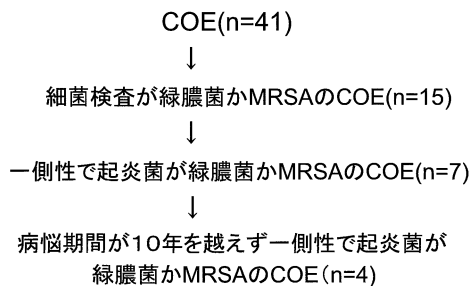 COE(n=41)
↓
細菌検査が緑膿菌かMRSAのCOE(n=15)
↓
一側性で起炎菌が緑膿菌かMRSAのCOE(n=7)
↓
病悩期間が１０年を越えず一側性で起炎菌が
緑膿菌かMRSAのCOE(n=4)